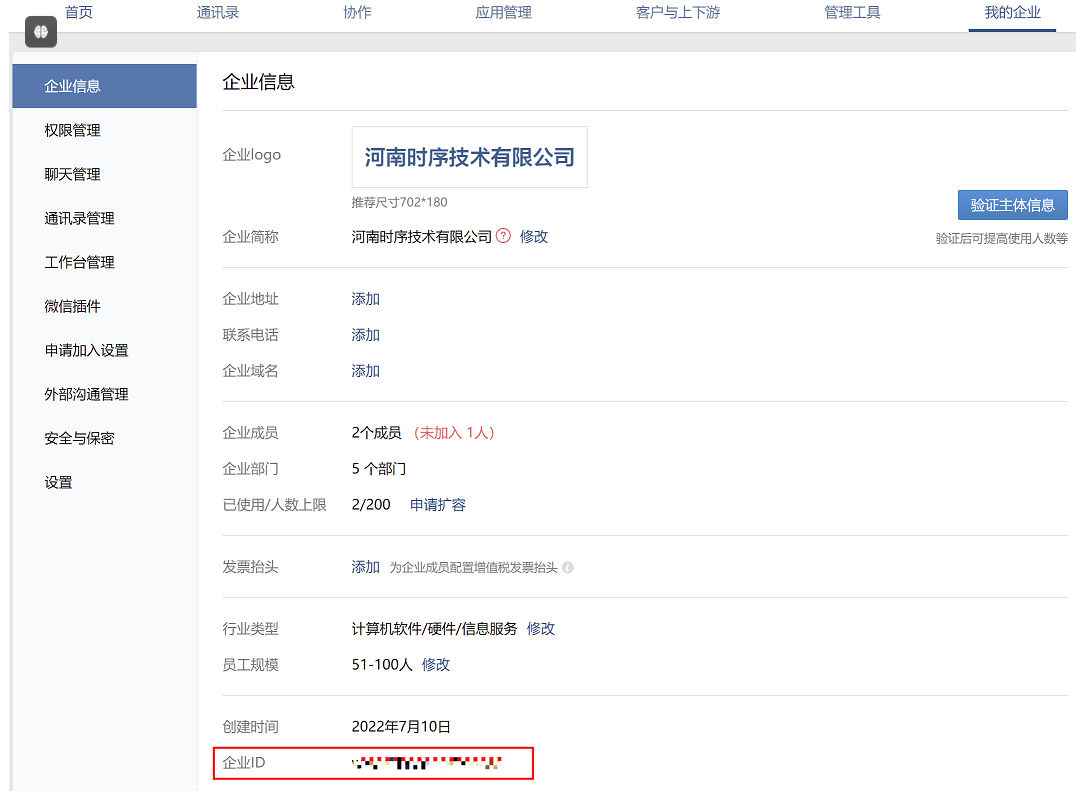 首页 通讯录 协作 应用管理 客户与上下游 管理工具 我的企业
企业信息
权限管理
聊天管理
通讯录管理
工作台管理
微信插件
申请加入设置
外部沟通管理
安全与保密
设置
企业信息
企业logo 河南时序技术有限公司
推荐尺寸702*180
验证主体信息
验证后可提高使用人数等
企业简称 河南时序技术有限公司 ? 修改
企业地址 添加
联系电话 添加
企业域名 添加
企业成员 2个成员 （未加入 1人）
企业部门 5 个部门
已使用/人数上限 2/200 申请扩容
发票抬头 添加 为企业成员配置增值税发票抬头 i
行业类型 计算机软件/硬件/信息服务 修改
员工规模 51-100人 修改
创建时间 2022年7月10日
企业ID